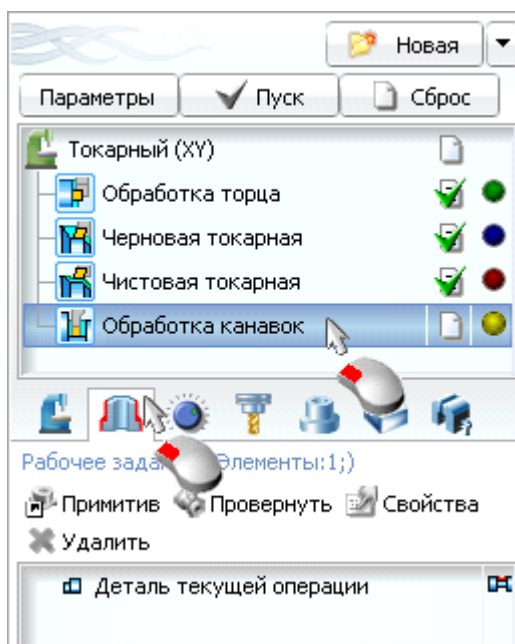 Новая
Параметры Пуск Сброс
Токарный (XY)
Обработка торца
Черновая токарная
Чистовая токарная
Обработка канавок
Рабочее зада Элементы:1;)
Примитив Провернуть Свойства
Удалить
Деталь текущей операции